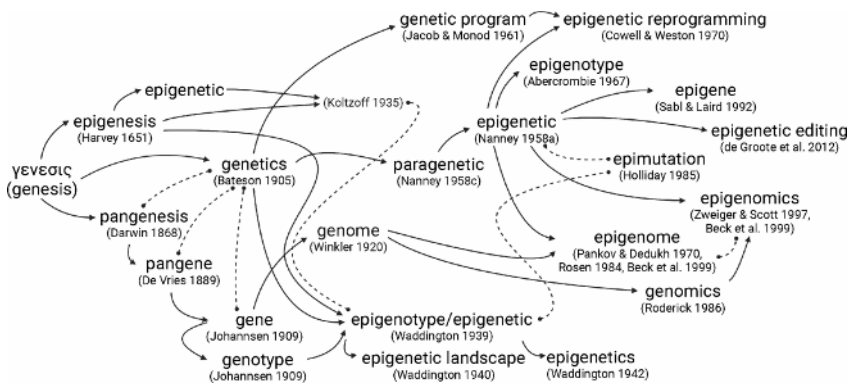 genetic program
(Jacob & Monod 1961)
epigenetic reprogramming
(Cowell & Weston 1970)
epigenetic
(Koltzoff 1935)
epigenotype
(Abercrombie 1967)
epigene
(Sabl & Laird 1992)
epigenesis
(Harvey 1651)
epigenetic
(Nanney 1958a)
epigenetic editing
(de Groote et al. 2012)
γενεσις
(genesis)
genetics
(Bateson 1905)
paragenetic
(Nanney 1958c)
epimutation
(Holliday 1985)
pangenesis
(Darwin 1868)
epigenomics
(Zweiger & Scott 1997,
Beck et al. 1999)
genome
(Winkler 1920)
epigenome
(Pankov & Dedukh 1970,
Rosen 1984, Beck et al. 1999)
pangene
(De Vries 1889)
genomics
(Roderick 1986)
gene
(Johannsen 1909)
epigenotype/epigenetic
(Waddington 1939)
genotype
(Johannsen 1909)
epigenetic landscape
(Waddington 1940)
epigenetics
(Waddington 1942)